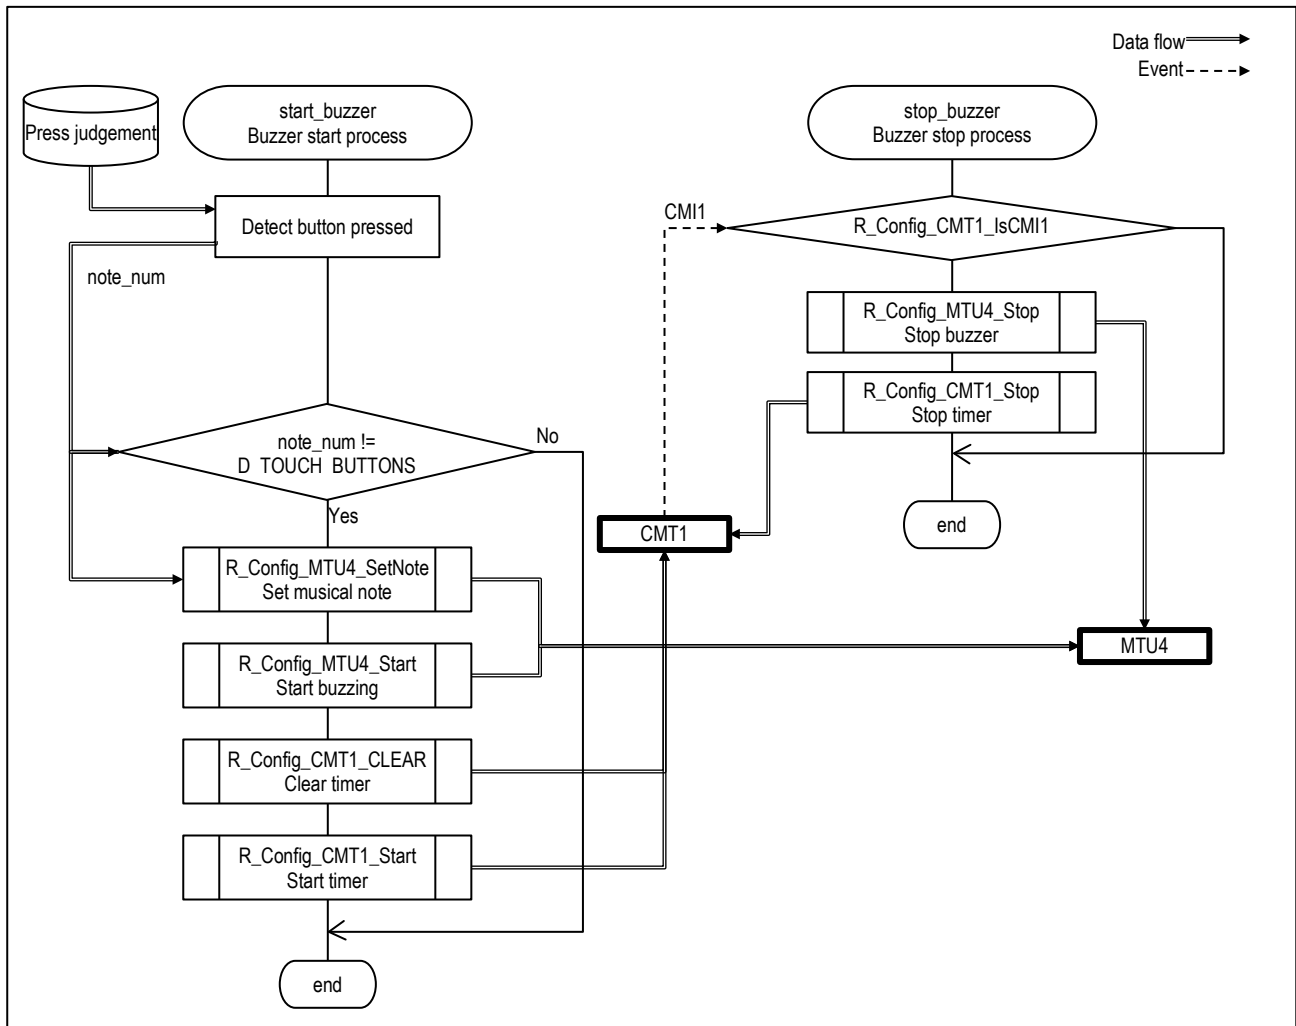 Data flow
Event
Press judgement
start_buzzer
Buzzer start process
Detect button pressed
note_num
note_num !=
D_TOUCH_BUTTONS
No
Yes
R_Config_MTU4_SetNote
Set musical note
R_Config_MTU4_Start
Start buzzing
R_Config_CMT1_CLEAR
Clear timer
R_Config_CMT1_Start
Start timer
end
stop_buzzer
Buzzer stop process
CMI1
R_Config_CMT1_IsCMI1
R_Config_MTU4_Stop
Stop buzzer
R_Config_CMT1_Stop
Stop timer
end
CMT1
MTU4